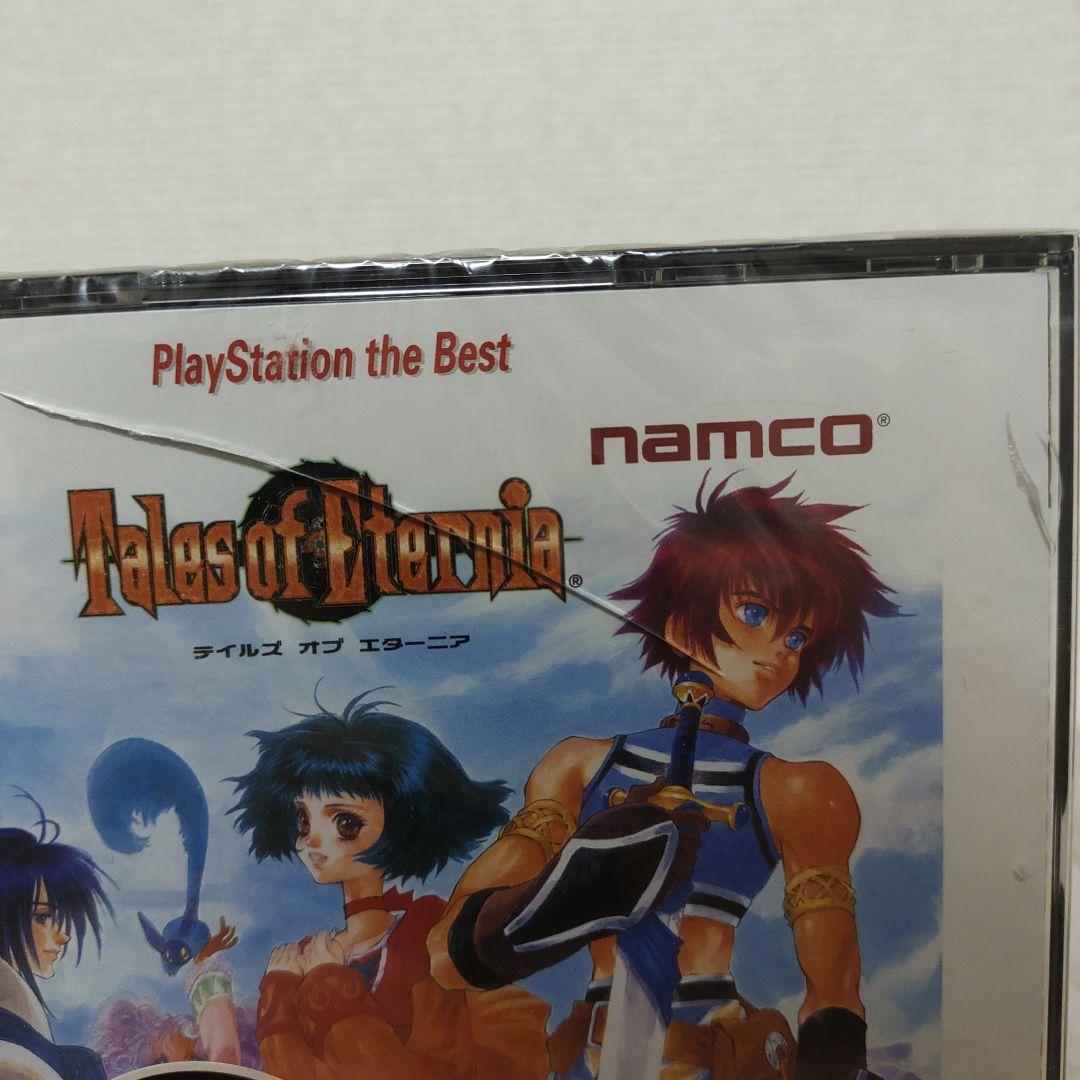 PlayStation the Best
namco®
Tales of Eternia®
テイルズ オブ エターニア